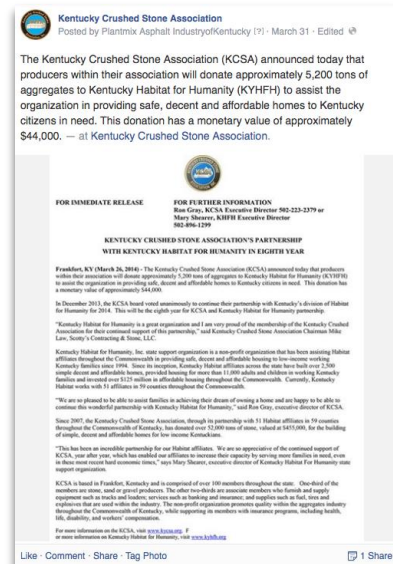 Kentucky Crushed Stone Association
Posted by Plantmix Asphalt IndustryofKentucky [?] · March 31 · Edited
The Kentucky Crushed Stone Association (KCSA) announced today that
producers within their association will donate approximately 5,200 tons of
aggregates to Kentucky Habitat for Humanity (KYHFH) to assist the
organization in providing safe, decent and affordable homes to Kentucky
citizens in need. This donation has a monetary value of approximately
$44,000. — at Kentucky Crushed Stone Association.
FOR IMMEDIATE RELEASE
FOR FURTHER INFORMATION
Ron Gray, KCSA Executive Director 502-223-2379 or
Mary Shearer, KHFH Executive Director
502-896-1299
KENTUCKY CRUSHED STONE ASSOCIATION'S PARTNERSHIP
WITH KENTUCKY HABITAT FOR HUMANITY IN EIGHTH YEAR
Frankfort, KY (March 26, 2014) - The Kentucky Crushed Stone Association (KCSA) announced today that producers
within their association will donate approximately 5,200 tons of aggregates to Kentucky Habitat for Humanity (KYHFH)
to assist the organization in providing safe, decent and affordable homes to Kentucky citizens in need. This donation has
a monetary value of approximately $44,000.
In December 2013, the KCSA board voted unanimously to continue their partnership with Kentucky's division of Habitat
for Humanity for 2014. This will be the eighth year for KCSA and Kentucky Habitat for Humanity partnership.
"Kentucky Habitat for Humanity is a great organization and I am very proud of the membership of the Kentucky Crushed
Association for their continued support of this partnership," said Kentucky Crushed Stone Association Chairman Mike
Law, Scotty's Contracting & Stone, LLC.
Kentucky Habitat for Humanity, Inc. state support organization is a non-profit organization that has been assisting Habitat
affiliates throughout the Commonwealth in providing safe, decent and affordable housing to low-income working
Kentucky families since 1994. Since its inception, Kentucky Habitat affiliates across the state have built over 2,500
simple decent and affordable homes, provided housing for more than 11,000 adults and children in working Kentucky
families and invested over $125 million in affordable housing throughout the Commonwealth. Currently, Kentucky
Habitat works with 51 affiliates in 59 counties throughout the Commonwealth.
"We are so pleased to be able to assist families in achieving their dream of owning a home and are happy to be able to
continue this wonderful partnership with Kentucky Habitat for Humanity," said Ron Gray, executive director of KCSA.
Since 2007, the Kentucky Crushed Stone Association, through its partnership with 51 Habitat affiliates in 59 counties
throughout the Commonwealth of Kentucky, has donated over 52,000 tons of stone, valued at $455,000, for the building
of simple, decent and affordable homes for low income Kentuckians.
"This has been an incredible partnership for our Habitat affiliates. We are so appreciative of the continued support of
KCSA, year after year, which has enabled our affiliates to increase their capacity by serving more families in need, even
in these most recent hard economic times," says Mary Shearer, executive director of Kentucky Habitat For Humanity state
support organization.
KCSA is based in Frankfort, Kentucky and is comprised of over 100 members throughout the state. One-third of the
members are stone, sand or gravel producers. The other two-thirds are associate members who furnish and supply
equipment such as trucks and loaders; services such as banking and insurance; and supplies such as fuel, tires and
explosives that are used within the industry. The non-profit organization promotes quality within the aggregates industry
throughout the Commonwealth of Kentucky, while supporting its members with insurance programs, including health,
life, disability, and workers' compensation.
For more information on the KCSA, visit www.kycsa.org. F
or more information on Kentucky Habitat for Humanity, visit www.kyhfh.org
Like · Comment · Share · Tag Photo
1 Share